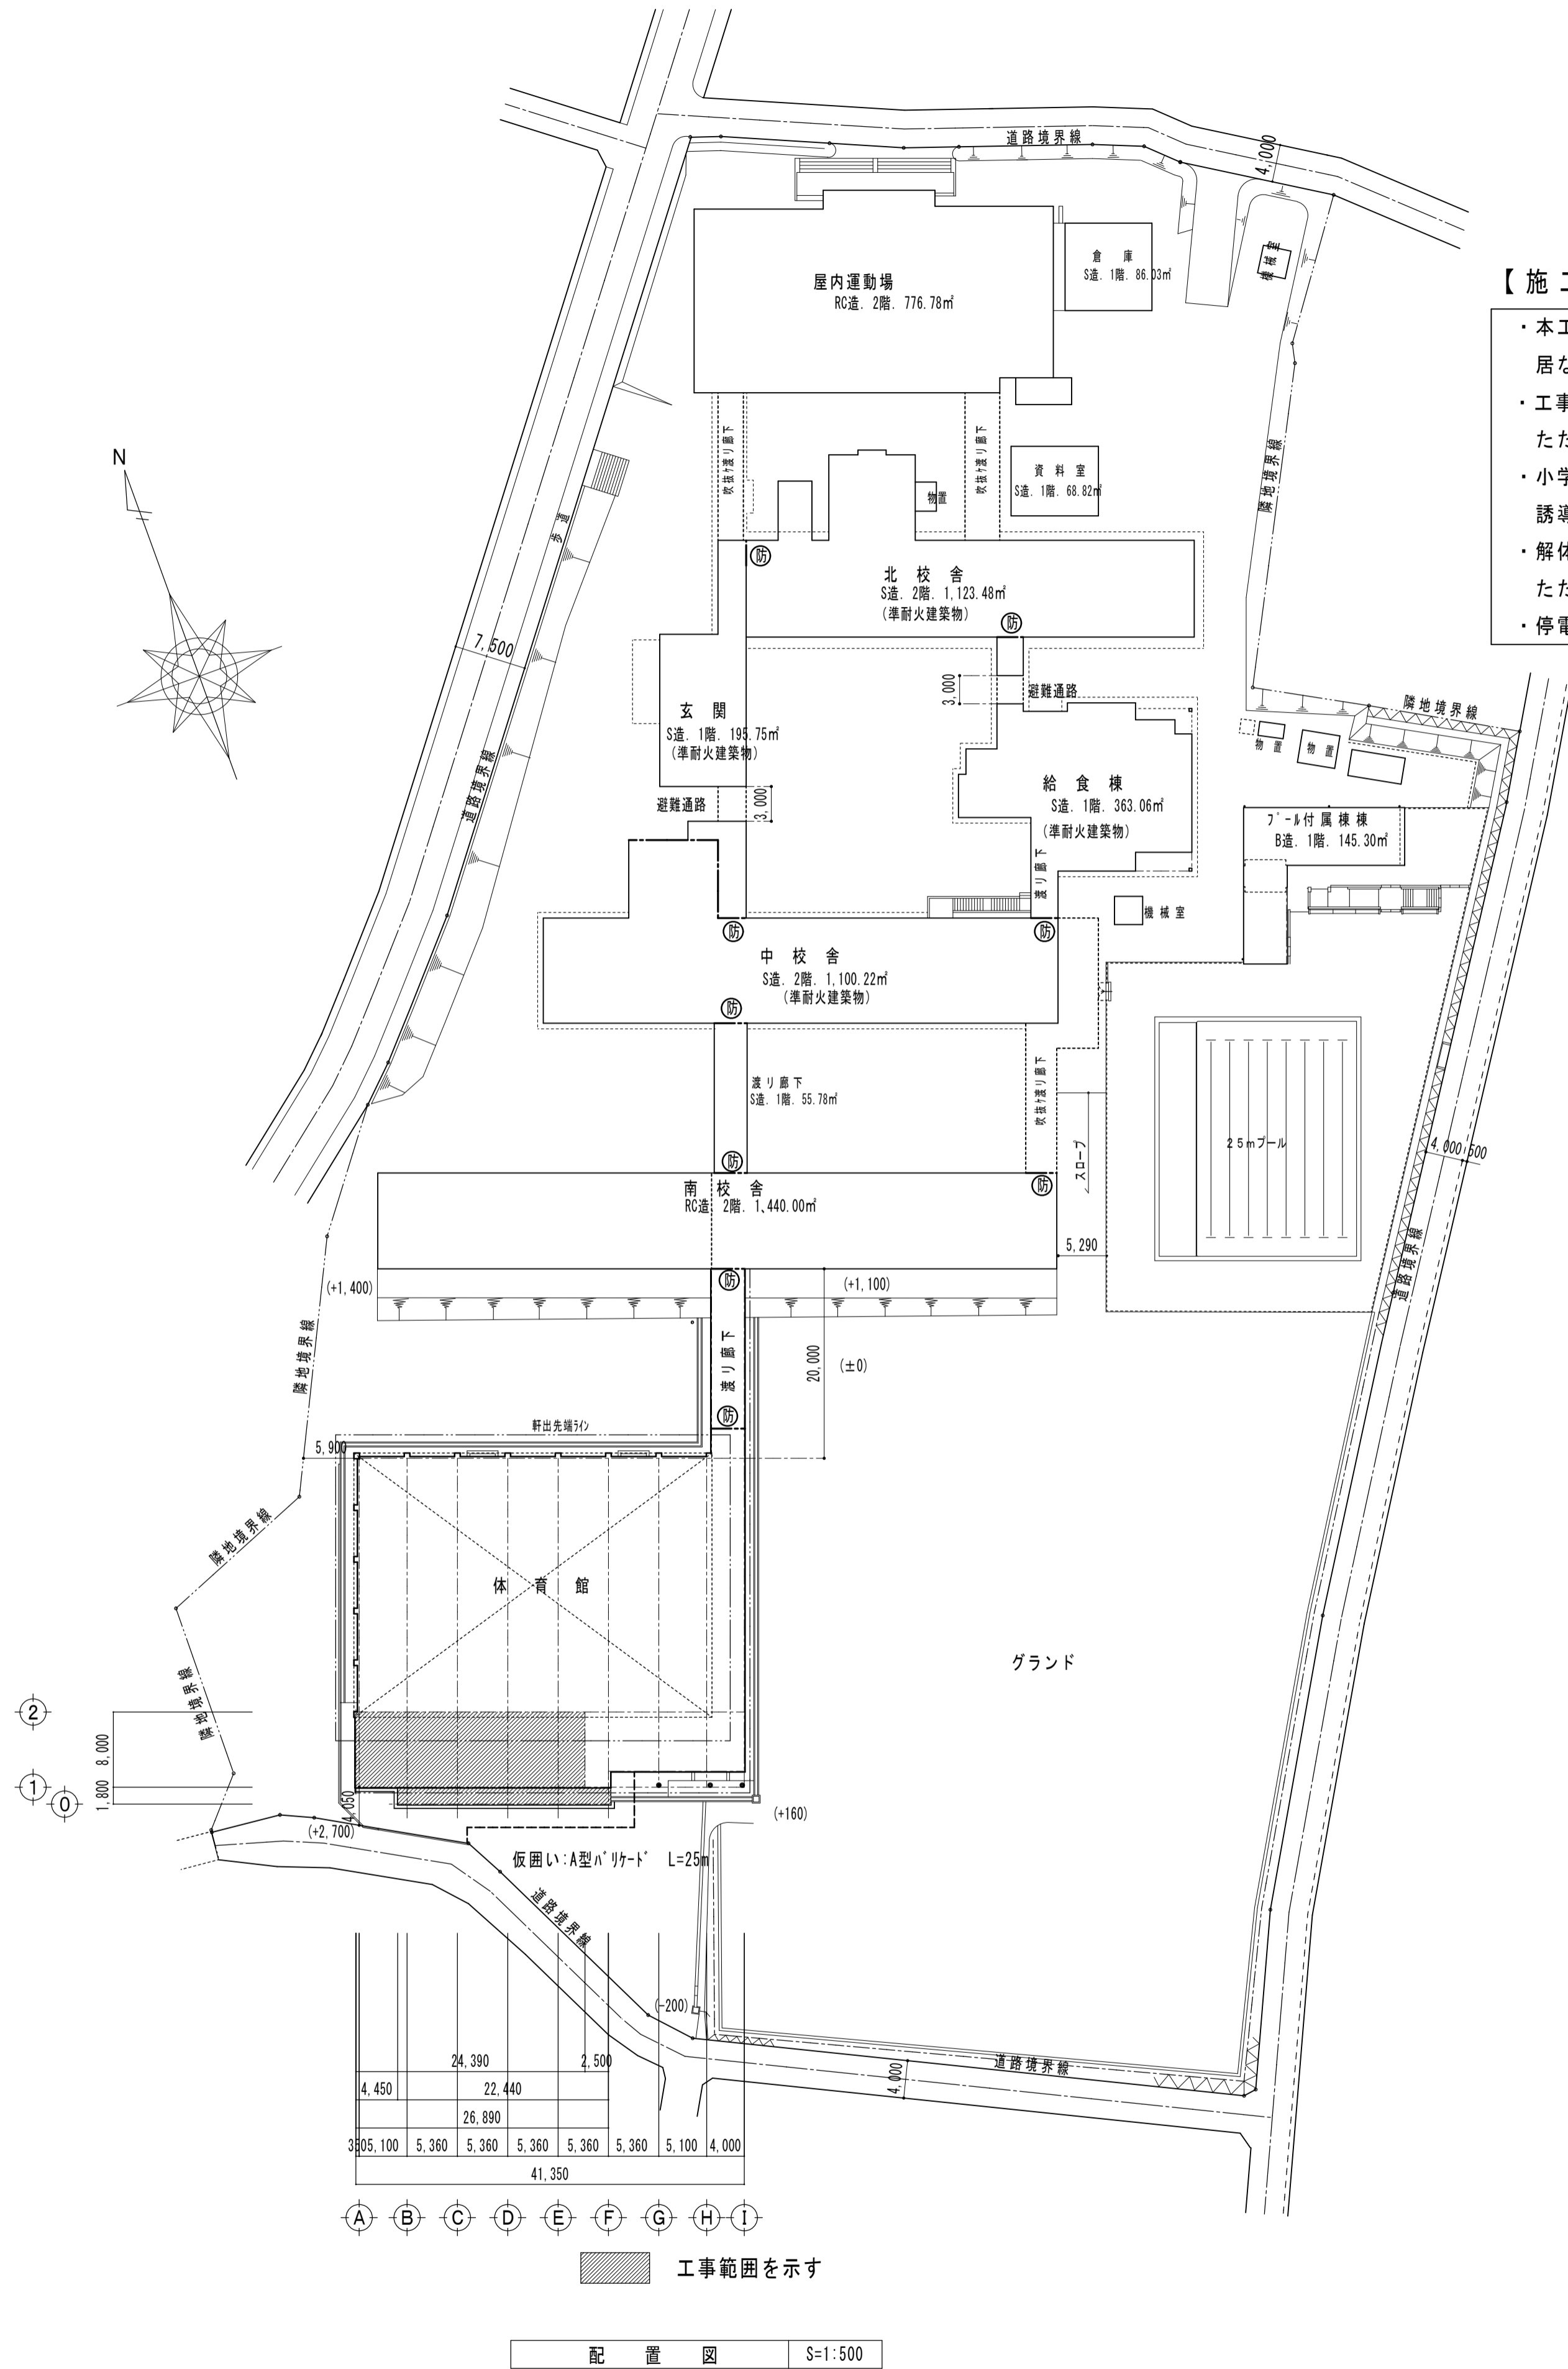 道路境界線
4,000
屋内運動場
RC造. 2階. 776.78㎡
倉 庫
S造. 1階. 86.03㎡
機械室
【 施 工
・本工
居な
・工事
ただ
・小学
誘導
・解体
ただ
・停電
N
吹抜ケ渡り廊下
吹抜ケ渡り廊下
資 料 室
S造. 1階. 68.82㎡
物置
隣地境界線
歩道
北 校 舎
S造. 2階. 1,123.48㎡
(準耐火建築物)
防
防
7,500
3,000
避難通路
玄 関
S造. 1階. 195.75㎡
(準耐火建築物)
隣地境界線
物 置
物 置
道路境界線
避難通路
3,000
給 食 棟
S造. 1階. 363.06㎡
(準耐火建築物)
プール付属棟棟
B造. 1階. 145.30㎡
渡り廊下
機 械 室
防
防
中 校 舎
S造. 2階. 1,100.22㎡
(準耐火建築物)
防
渡り廊下
S造. 1階. 55.78㎡
吹抜ケ渡り廊下
スロープ
25mプール
4,000
500
防
防
南 校 舎
RC造 2階. 1,440.00㎡
5,290
道路境界線
(+1,400)
防
(+1,100)
隣地境界線
渡り廊下
20,000
(±0)
防
軒出先端ライン
5,900
隣地境界線
体 育 館
グランド
隣地境界線
2
8,000
1
1,800
0
4,050
(+2,700)
(+160)
仮囲い:A型バリケード L=25m
道路境界線
(-200)
24,390
2,500
4,450
22,440
26,890
道路境界線
4,000
5,100
5,360
5,360
5,360
5,360
5,360
5,100
4,000
41,350
A B C D E F G H I
工事範囲を示す
配 置 図 S=1:500